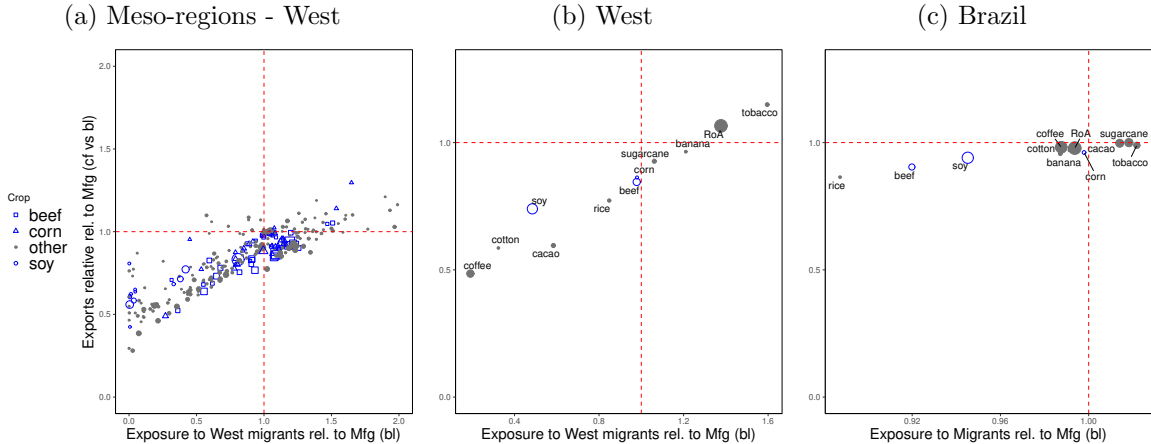 (a) Meso-regions - West
(b) West
(c) Brazil
Crop
beef
corn
other
soy
Exports relative rel. to Mfg (cf vs bl)
2.0
1.5
1.0
0.5
0.0
0.0 0.5 1.0 1.5 2.0
Exposure to West migrants rel. to Mfg (bl)
1.0
0.5
0.0
tobacco
RoA
banana
sugarcane
corn
beef
rice
soy
cotton
cacao
coffee
0.4 0.8 1.2 1.6
Exposure to West migrants rel. to Mfg (bl)
1.0
0.5
0.0
coffee RoA sugarcane
cotton cacao
banana tobacco
soy
corn
beef
rice
0.92 0.96 1.00
Exposure to Migrants rel. to Mfg (bl)